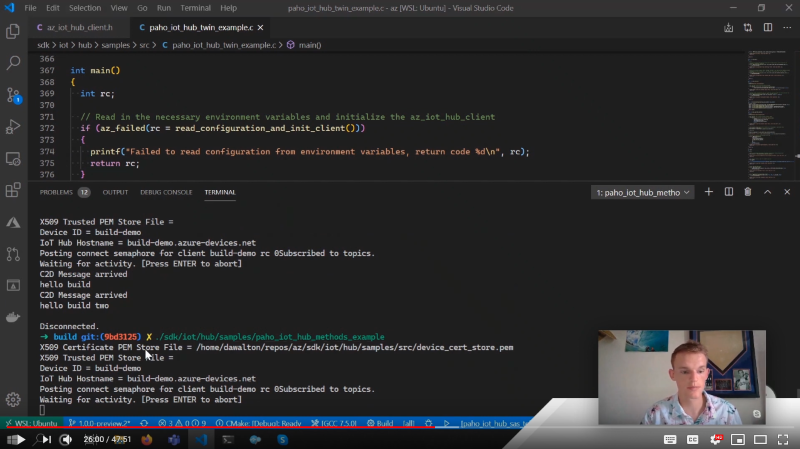 File Edit Selection View Go Run Terminal Help
paho_iot_hub_twin_example.c - az [WSL: Ubuntu] - Visual Studio Code
az_iot_hub_client.h paho_iot_hub_twin_example.c
sdk > iot > hub > samples > src > paho_iot_hub_twin_example.c > main()
366
367 int main()
368 {
369 int rc;
370
371 // Read in the necessary environment variables and initialize the az_iot_hub_client
372 if (az_failed(rc = read_configuration_and_init_client()))
373 {
374 printf("Failed to read configuration from environment variables, return code %d\n", rc);
375 return rc;
376 }
PROBLEMS 12 OUTPUT DEBUG CONSOLE TERMINAL
1: paho_iot_hub_metho
X509 Trusted PEM Store File =
Device ID = build-demo
IoT Hub Hostname = build-demo.azure-devices.net
Posting connect semaphore for client build-demo rc 0Subscribed to topics.
Waiting for activity. [Press ENTER to abort]
C2D Message arrived
hello build
C2D Message arrived
hello build two
Disconnected.
→ build git:(9bd3125) ✗ ./sdk/iot/hub/samples/paho_iot_hub_methods_example
X509 Certificate PEM Store File = /home/dawalton/repos/az/sdk/iot/hub/samples/src/device_cert_store.pem
X509 Trusted PEM Store File =
Device ID = build-demo
IoT Hub Hostname = build-demo.azure-devices.net
Posting connect semaphore for client build-demo rc 0Subscribed to topics.
Waiting for activity. [Press ENTER to abort]
WSL: Ubuntu 1.0.0-preview.2* 3 0 9 CMake: [Debug]: Ready [GCC 7.5.0] Build [all]
26:00 / 47:51